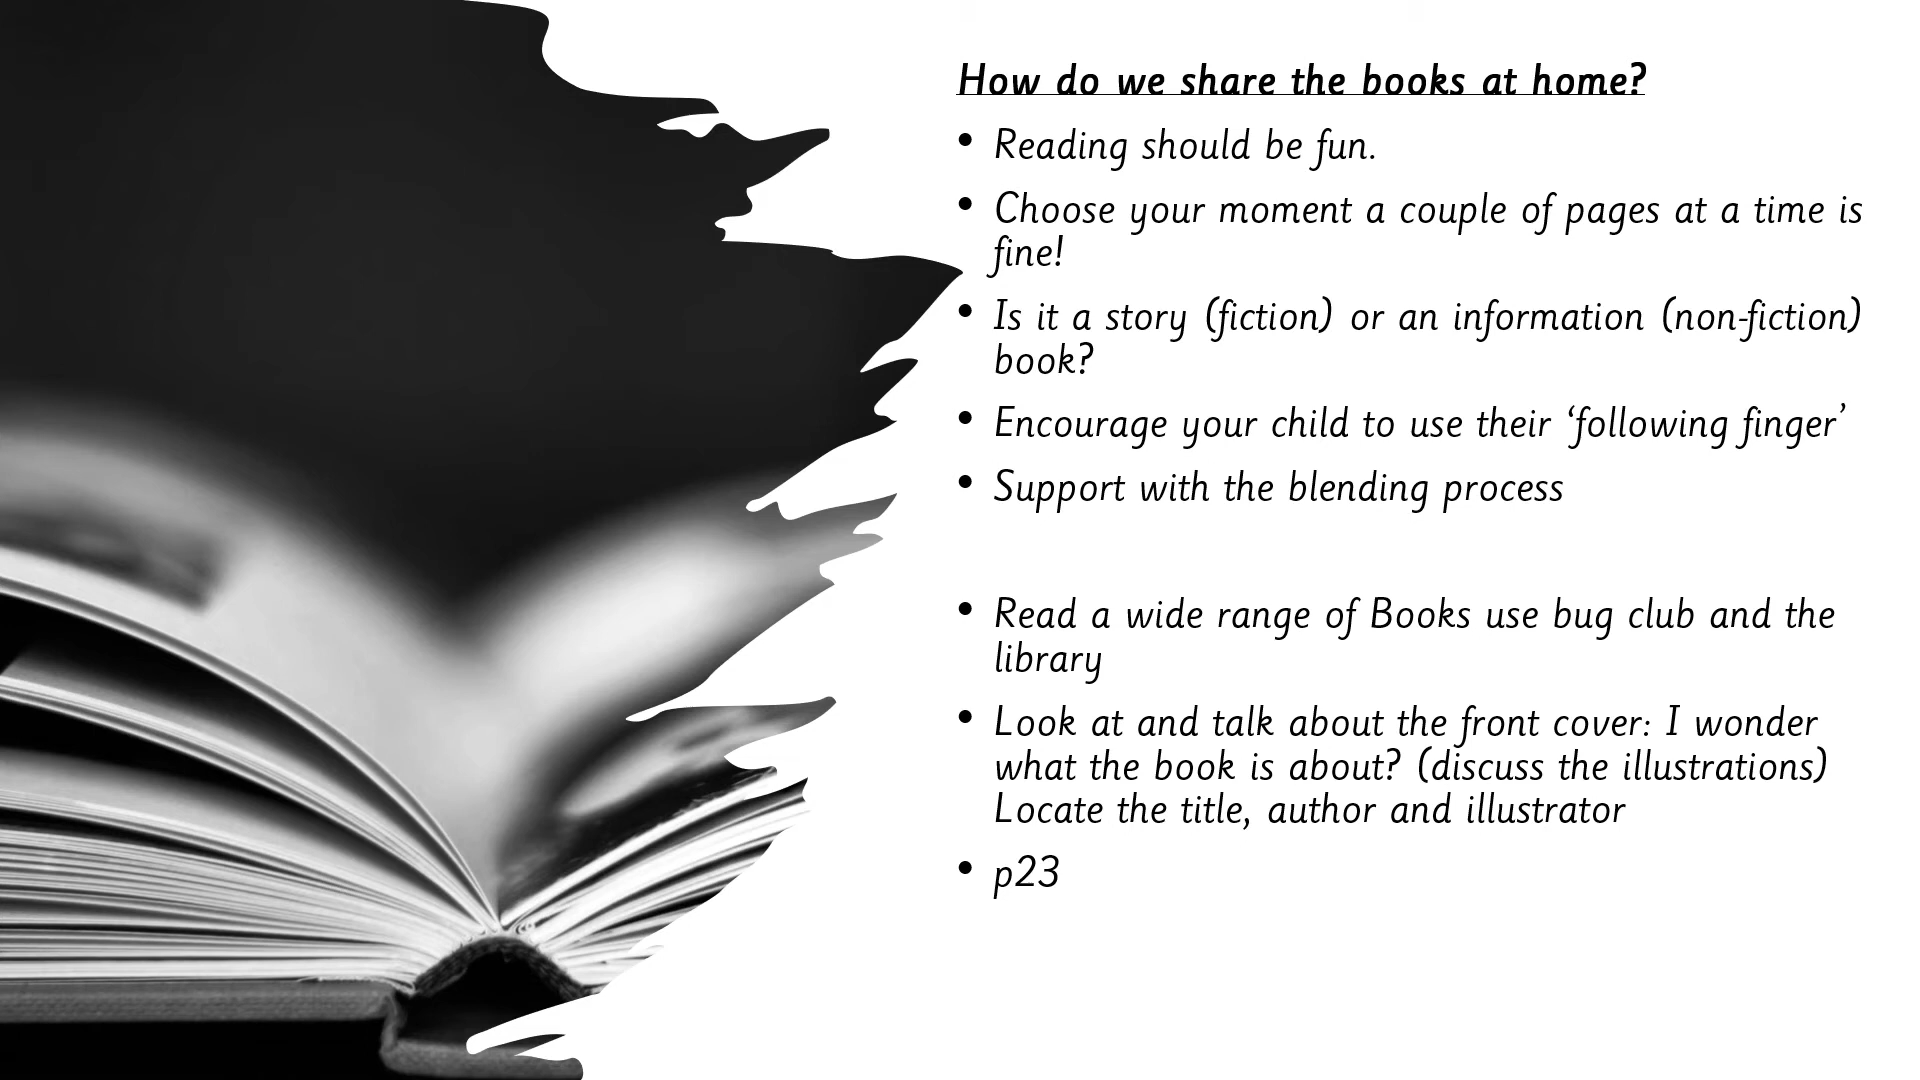 How do we share the books at home?
• Reading should be fun.
• Choose your moment a couple of pages at a time is
fine!
• Is it a story (fiction) or an information (non-fiction)
book?
• Encourage your child to use their ‘following finger’
• Support with the blending process
• Read a wide range of Books use bug club and the
library
• Look at and talk about the front cover: I wonder
what the book is about? (discuss the illustrations)
Locate the title, author and illustrator
• p23